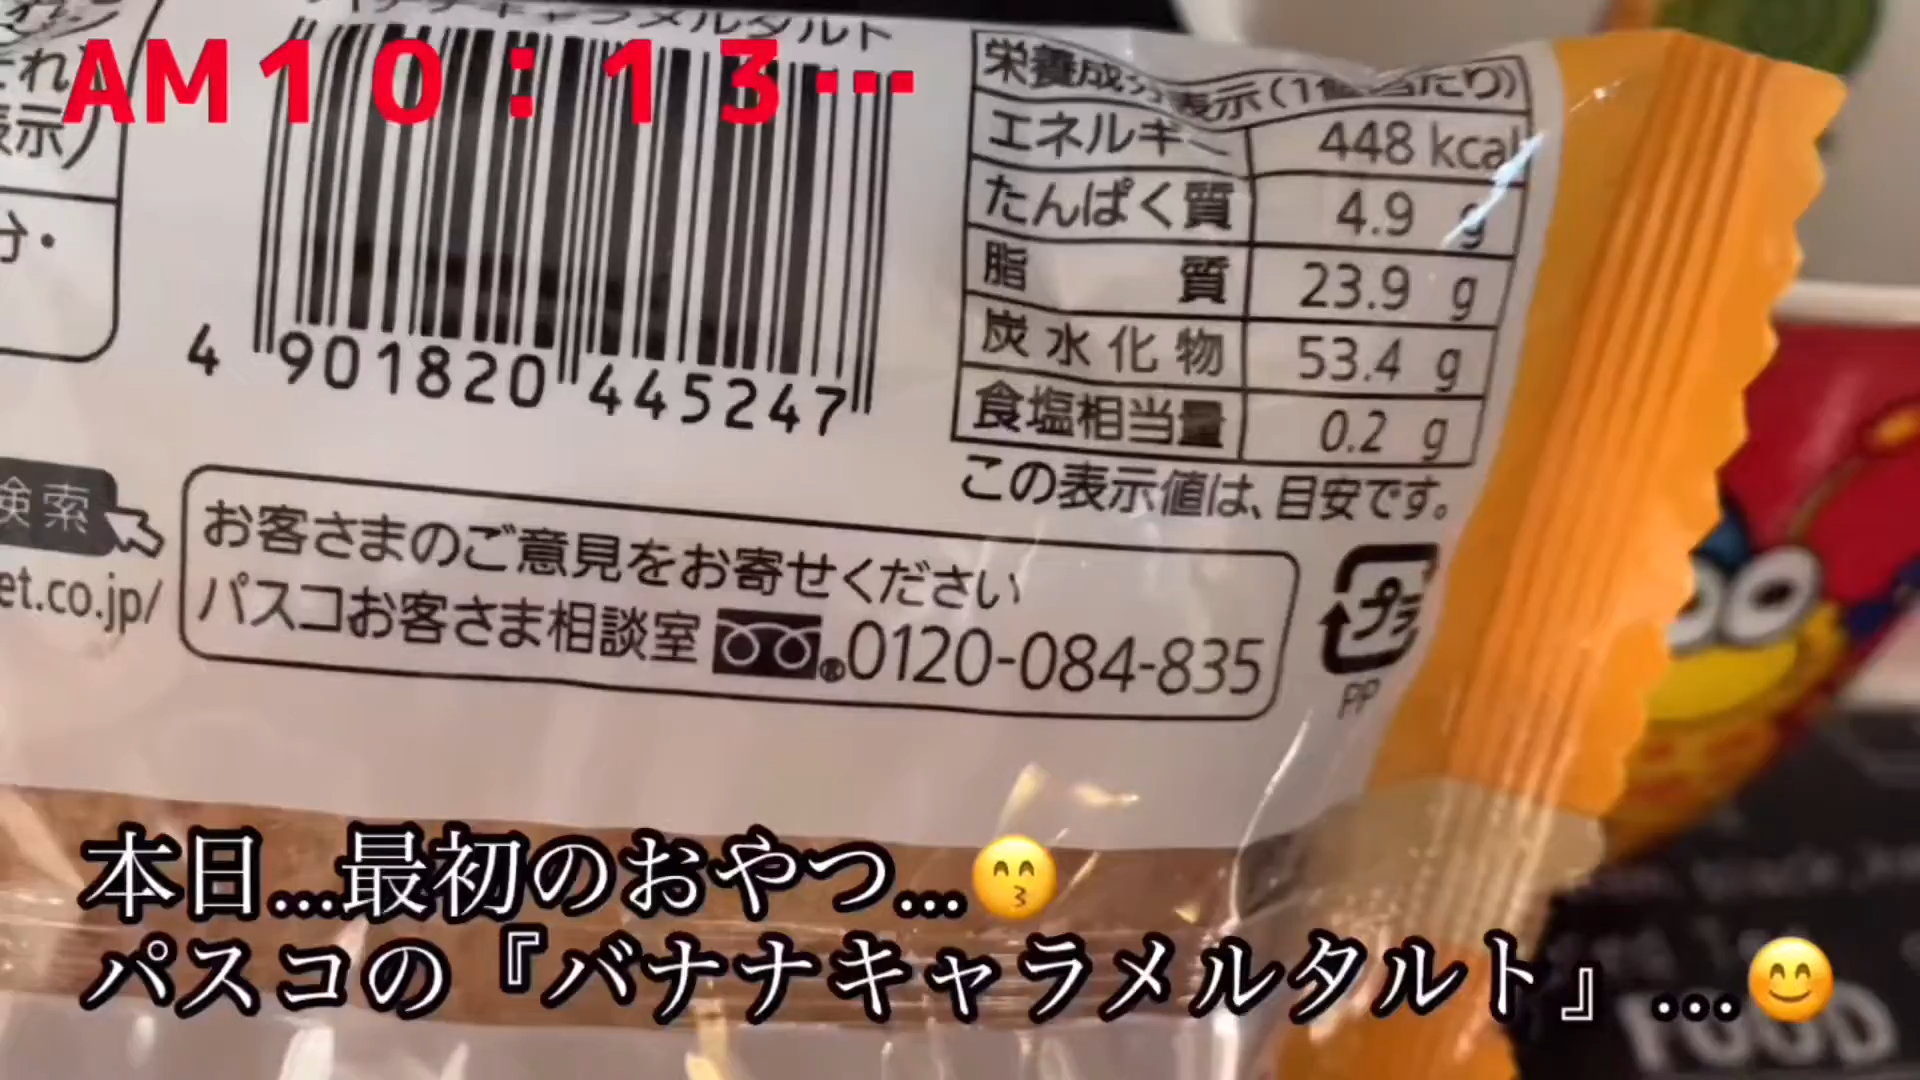 キャラメルタルト
AM10：13…
それ
表示)
分・
4 901820 445247
栄養成分表示(1個当たり)
エネルギー 448 kcal
たんぱく質 4.9 g
脂質 23.9 g
炭水化物 53.4 g
食塩相当量 0.2 g
この表示値は、目安です。
検索
et.co.jp/
お客さまのご意見をお寄せください
パスコお客さま相談室 ®0120-084-835
プラ
PP
本日...最初のおやつ...😙
パスコの『バナナキャラメルタルト』...😊
FOOD